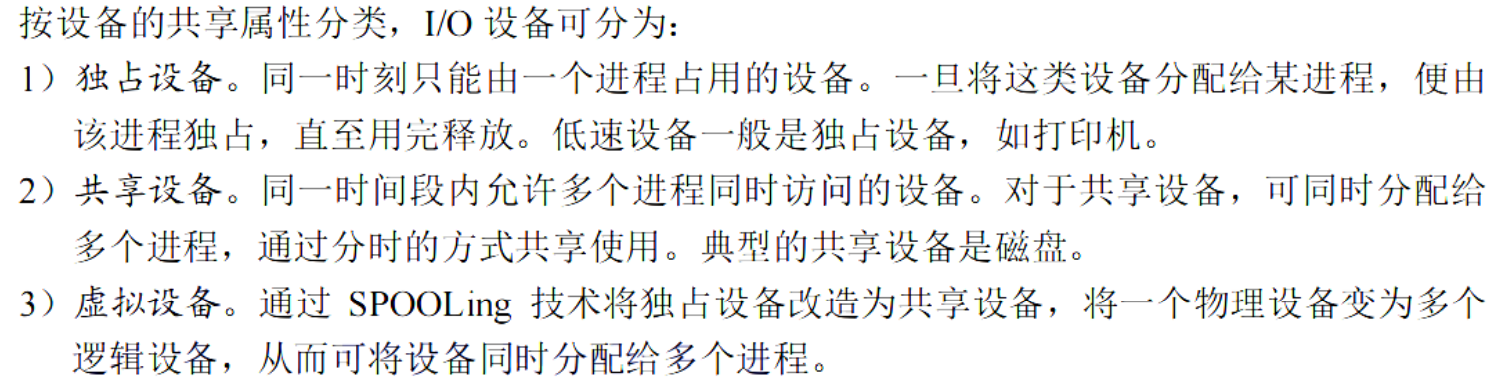 按设备的共享属性分类，I/O 设备可分为：
1）独占设备。同一时刻只能由一个进程占用的设备。一旦将这类设备分配给某进程，便由
该进程独占，直至用完释放。低速设备一般是独占设备，如打印机。
2）共享设备。同一时间段内允许多个进程同时访问的设备。对于共享设备，可同时分配给
多个进程，通过分时的方式共享使用。典型的共享设备是磁盘。
3）虚拟设备。通过 SPOOLing 技术将独占设备改造为共享设备，将一个物理设备变为多个
逻辑设备，从而可将设备同时分配给多个进程。